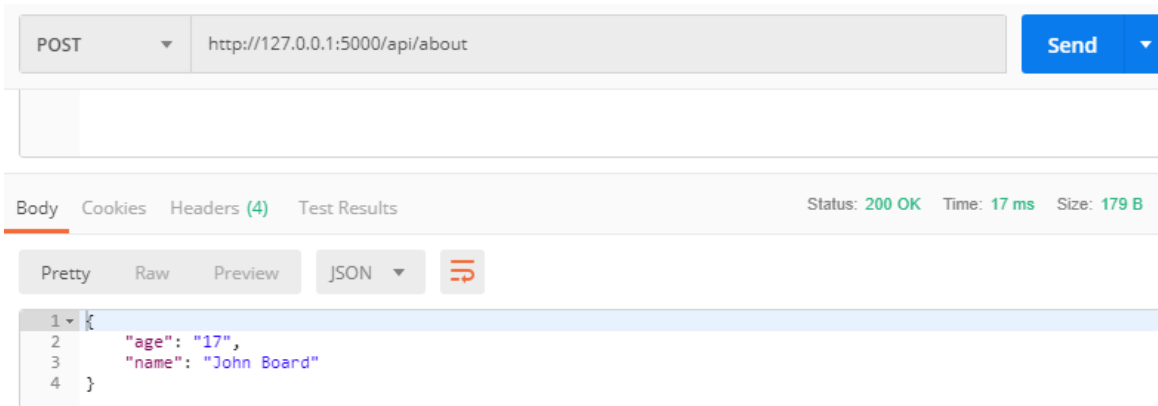 POST http://127.0.0.1:5000/api/about Send
Body Cookies Headers (4) Test Results Status: 200 OK Time: 17 ms Size: 179 B
Pretty Raw Preview JSON
1 {
2 "age": "17",
3 "name": "John Board"
4 }